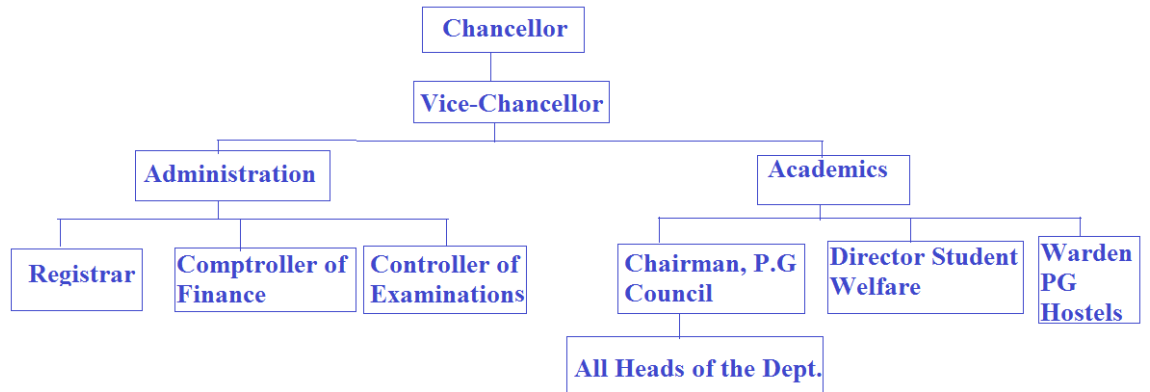 Chancellor
Vice-Chancellor
Administration
Academics
Registrar
Comptroller of
Finance
Controller of
Examinations
Chairman, P.G
Council
Director Student
Welfare
Warden
PG
Hostels
All Heads of the Dept.